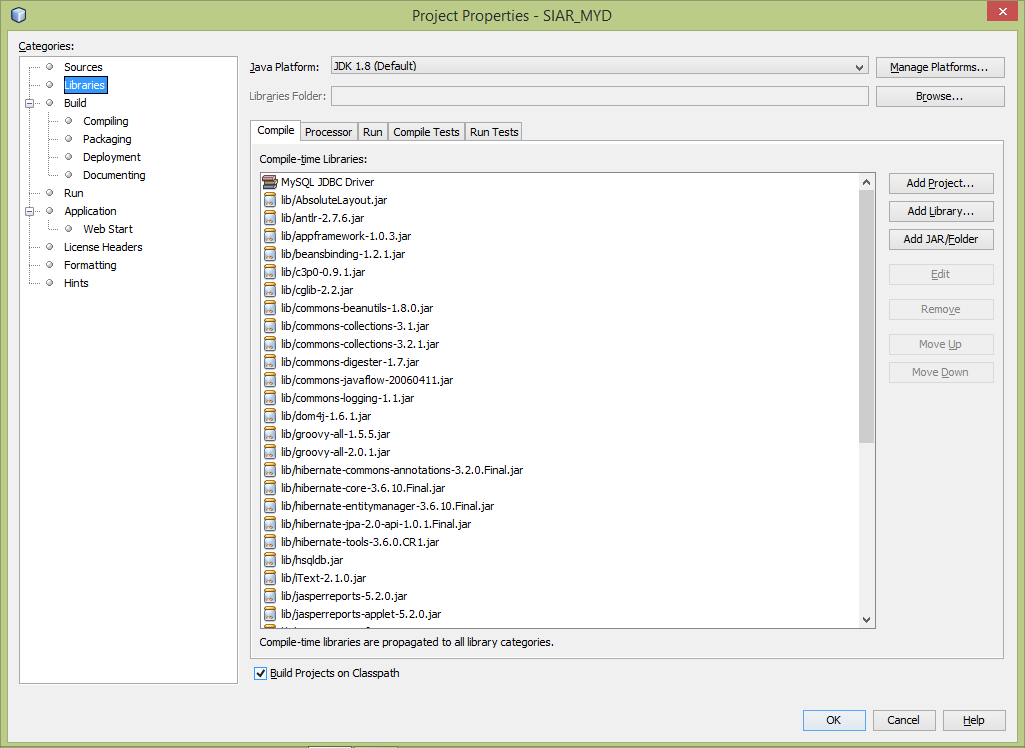 Project Properties - SIAR_MYD
Categories:
Sources
Libraries
Build
Compiling
Packaging
Deployment
Documenting
Run
Application
Web Start
License Headers
Formatting
Hints
Java Platform: JDK 1.8 (Default) Manage Platforms...
Libraries Folder: Browse...
Compile Processor Run Compile Tests Run Tests
Compile-time Libraries:
MySQL JDBC Driver
lib/AbsoluteLayout.jar
lib/antlr-2.7.6.jar
lib/appframework-1.0.3.jar
lib/beansbinding-1.2.1.jar
lib/c3p0-0.9.1.jar
lib/cglib-2.2.jar
lib/commons-beanutils-1.8.0.jar
lib/commons-collections-3.1.jar
lib/commons-collections-3.2.1.jar
lib/commons-digester-1.7.jar
lib/commons-javaflow-20060411.jar
lib/commons-logging-1.1.jar
lib/dom4j-1.6.1.jar
lib/groovy-all-1.5.5.jar
lib/groovy-all-2.0.1.jar
lib/hibernate-commons-annotations-3.2.0.Final.jar
lib/hibernate-core-3.6.10.Final.jar
lib/hibernate-entitymanager-3.6.10.Final.jar
lib/hibernate-jpa-2.0-api-1.0.1.Final.jar
lib/hibernate-tools-3.6.0.CR1.jar
lib/hsqldb.jar
lib/iText-2.1.0.jar
lib/jasperreports-5.2.0.jar
lib/jasperreports-applet-5.2.0.jar
Add Project...
Add Library...
Add JAR/Folder
Edit
Remove
Move Up
Move Down
Compile-time libraries are propagated to all library categories.
Build Projects on Classpath
OK Cancel Help